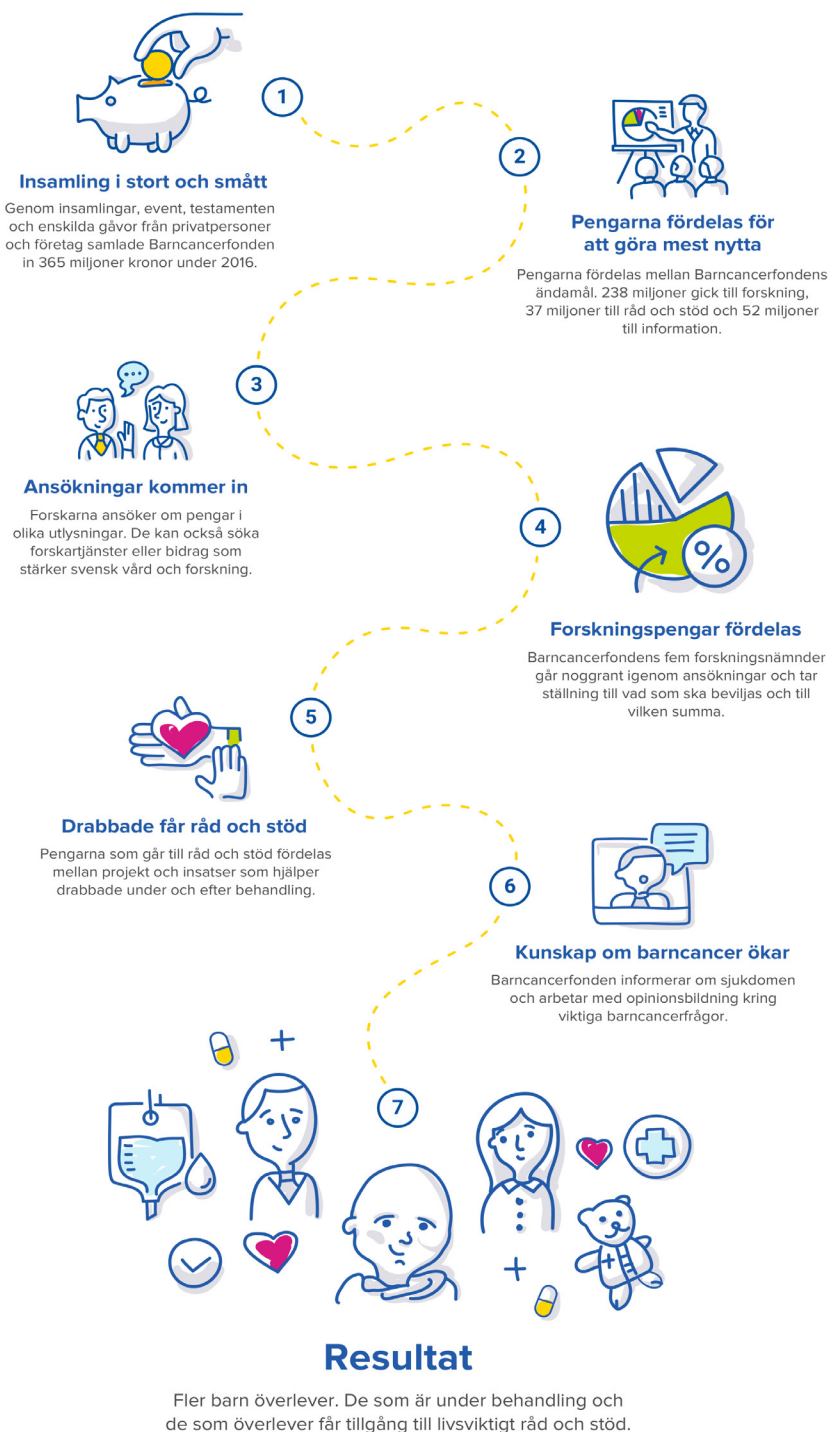 1
Insamling i stort och smått
Genom insamlingar, event, testamenten
och enskilda gåvor från privatpersoner
och företag samlade Barncancerfonden
in 365 miljoner kronor under 2016.
2
Pengarna fördelas för
att göra mest nytta
Pengarna fördelas mellan Barncancerfondens
ändamål. 238 miljoner gick till forskning,
37 miljoner till råd och stöd och 52 miljoner
till information.
3
Ansökningar kommer in
Forskarna ansöker om pengar i
olika utlysningar. De kan också söka
forskartjänster eller bidrag som
stärker svensk vård och forskning.
4
%
Forskningspengar fördelas
Barncancerfondens fem forskningsnämnder
går noggrant igenom ansökningar och tar
ställning till vad som ska beviljas och till
vilken summa.
5
Drabbade får råd och stöd
Pengarna som går till råd och stöd fördelas
mellan projekt och insatser som hjälper
drabbade under och efter behandling.
6
Kunskap om barncancer ökar
Barncancerfonden informerar om sjukdomen
och arbetar med opinionsbildning kring
viktiga barncancerfrågor.
7
Resultat
Fler barn överlever. De som är under behandling och
de som överlever får tillgång till livsviktigt råd och stöd.